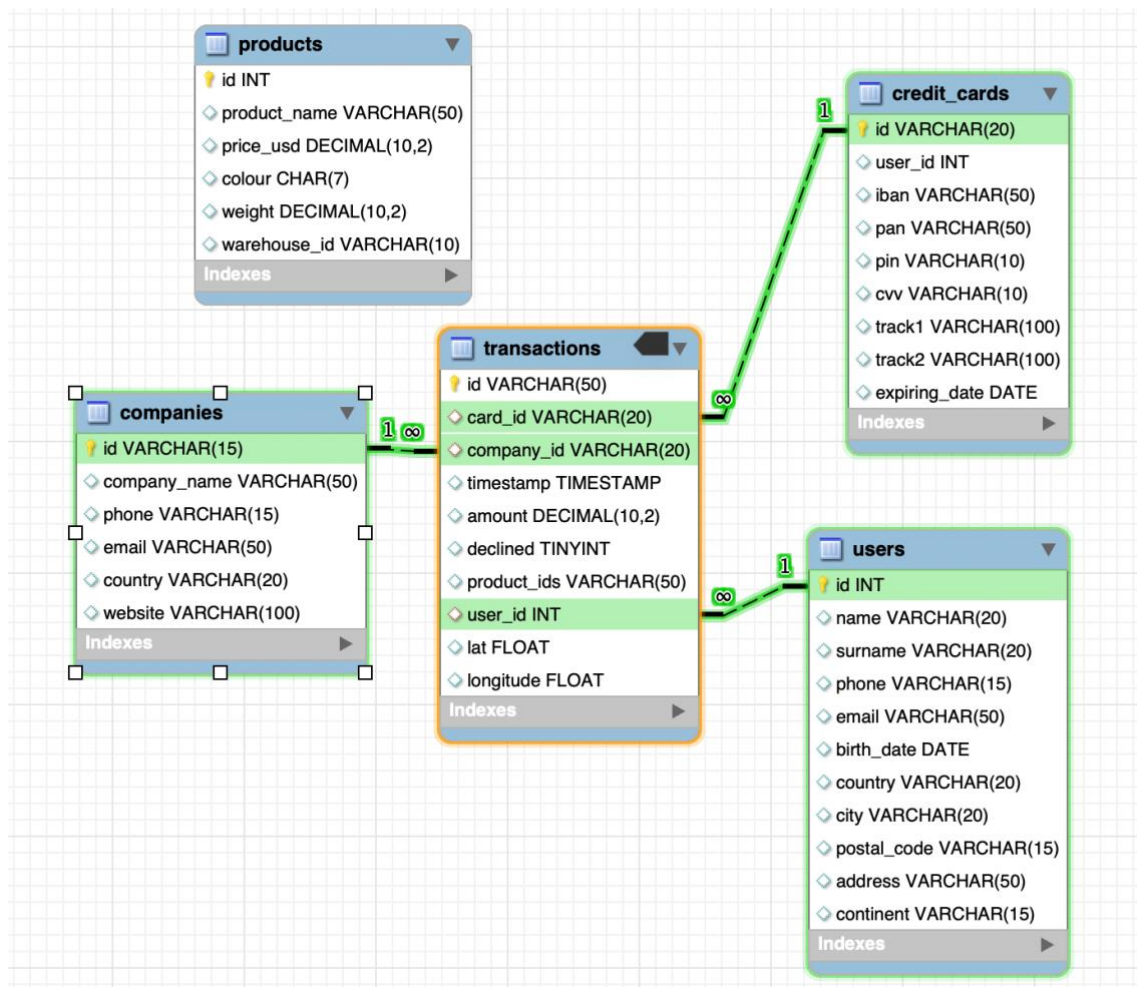 products
id INT
product_name VARCHAR(50)
price_usd DECIMAL(10,2)
colour CHAR(7)
weight DECIMAL(10,2)
warehouse_id VARCHAR(10)
Indexes
credit_cards
id VARCHAR(20)
user_id INT
iban VARCHAR(50)
pan VARCHAR(50)
pin VARCHAR(10)
cvv VARCHAR(10)
track1 VARCHAR(100)
track2 VARCHAR(100)
expiring_date DATE
Indexes
1
∞
transactions
id VARCHAR(50)
card_id VARCHAR(20)
company_id VARCHAR(20)
timestamp TIMESTAMP
amount DECIMAL(10,2)
declined TINYINT
product_ids VARCHAR(50)
user_id INT
lat FLOAT
longitude FLOAT
Indexes
companies
id VARCHAR(15)
company_name VARCHAR(50)
phone VARCHAR(15)
email VARCHAR(50)
country VARCHAR(20)
website VARCHAR(100)
Indexes
1 ∞
users
id INT
name VARCHAR(20)
surname VARCHAR(20)
phone VARCHAR(15)
email VARCHAR(50)
birth_date DATE
country VARCHAR(20)
city VARCHAR(20)
postal_code VARCHAR(15)
address VARCHAR(50)
continent VARCHAR(15)
Indexes
1
∞